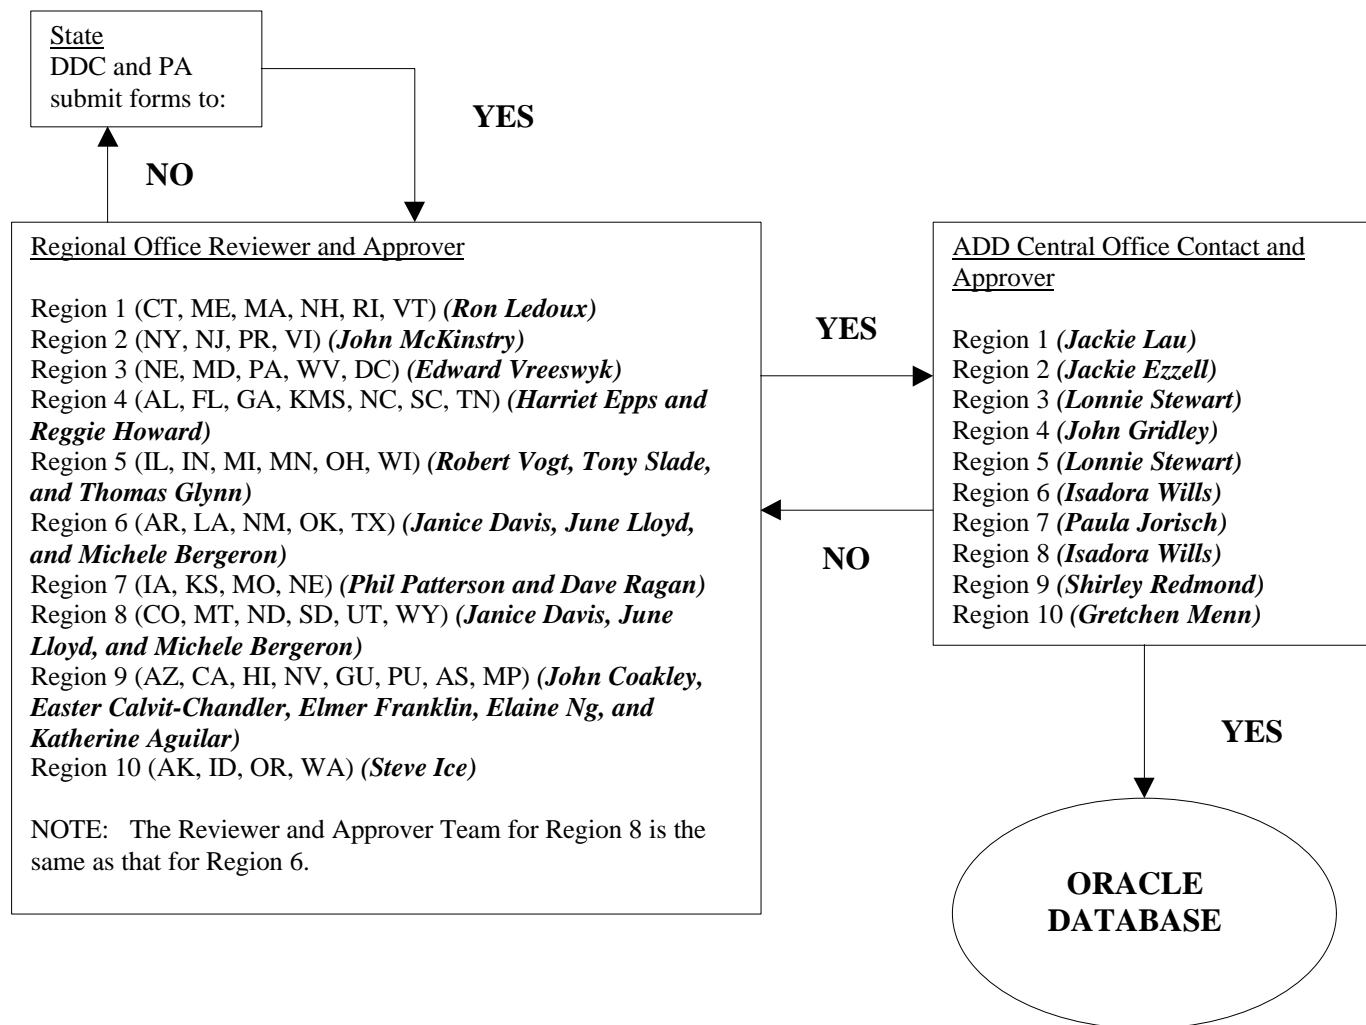 State
DDC and PA
submit forms to:
YES
NO
Regional Office Reviewer and Approver
Region 1 (CT, ME, MA, NH, RI, VT) (Ron Ledoux)
Region 2 (NY, NJ, PR, VI) (John McKinstry)
Region 3 (NE, MD, PA, WV, DC) (Edward Vreeswyk)
Region 4 (AL, FL, GA, KMS, NC, SC, TN) (Harriet Epps and
Reggie Howard)
Region 5 (IL, IN, MI, MN, OH, WI) (Robert Vogt, Tony Slade,
and Thomas Glynn)
Region 6 (AR, LA, NM, OK, TX) (Janice Davis, June Lloyd,
and Michele Bergeron)
Region 7 (IA, KS, MO, NE) (Phil Patterson and Dave Ragan)
Region 8 (CO, MT, ND, SD, UT, WY) (Janice Davis, June
Lloyd, and Michele Bergeron)
Region 9 (AZ, CA, HI, NV, GU, PU, AS, MP) (John Coakley,
Easter Calvit-Chandler, Elmer Franklin, Elaine Ng, and
Katherine Aguilar)
Region 10 (AK, ID, OR, WA) (Steve Ice)
NOTE: The Reviewer and Approver Team for Region 8 is the
same as that for Region 6.
YES
NO
ADD Central Office Contact and
Approver
Region 1 (Jackie Lau)
Region 2 (Jackie Ezzell)
Region 3 (Lonnie Stewart)
Region 4 (John Gridley)
Region 5 (Lonnie Stewart)
Region 6 (Isadora Wills)
Region 7 (Paula Jorisch)
Region 8 (Isadora Wills)
Region 9 (Shirley Redmond)
Region 10 (Gretchen Menn)
YES
ORACLE
DATABASE